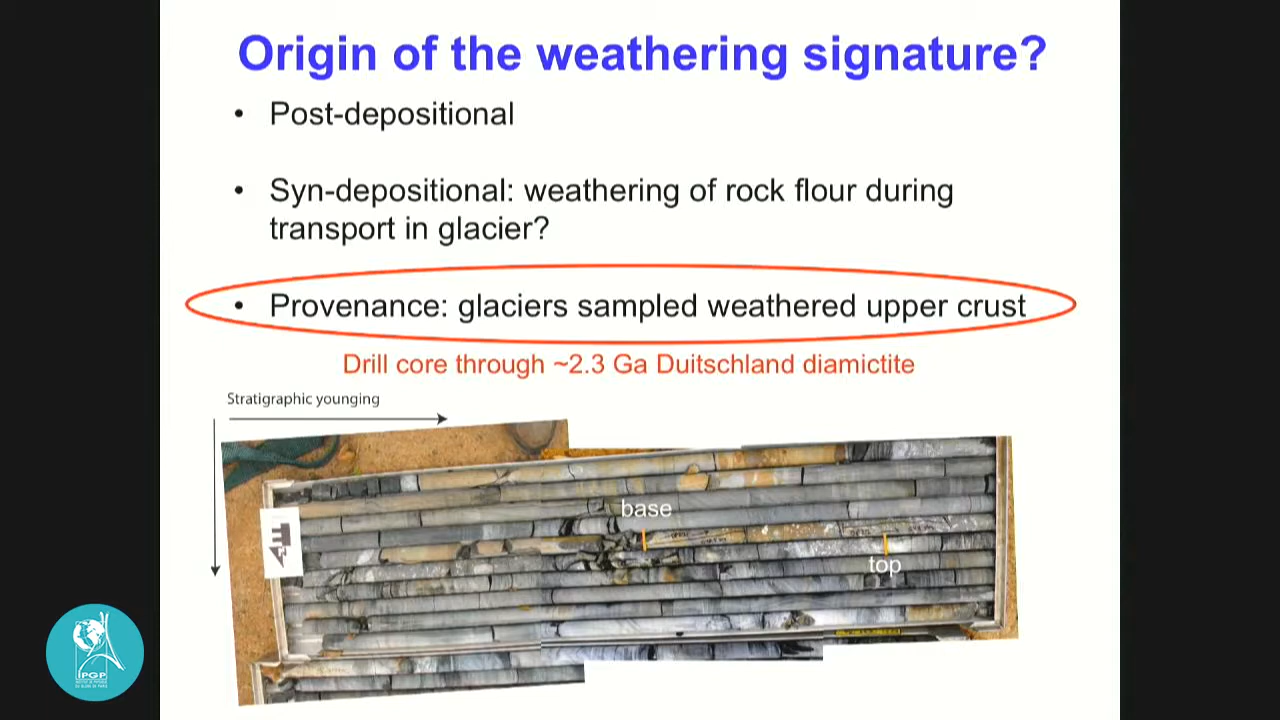 Origin of the weathering signature?
• Post-depositional
• Syn-depositional: weathering of rock flour during
transport in glacier?
• Provenance: glaciers sampled weathered upper crust
Drill core through ~2.3 Ga Duitschland diamictite
Stratigraphic younging
base
top
IPGP